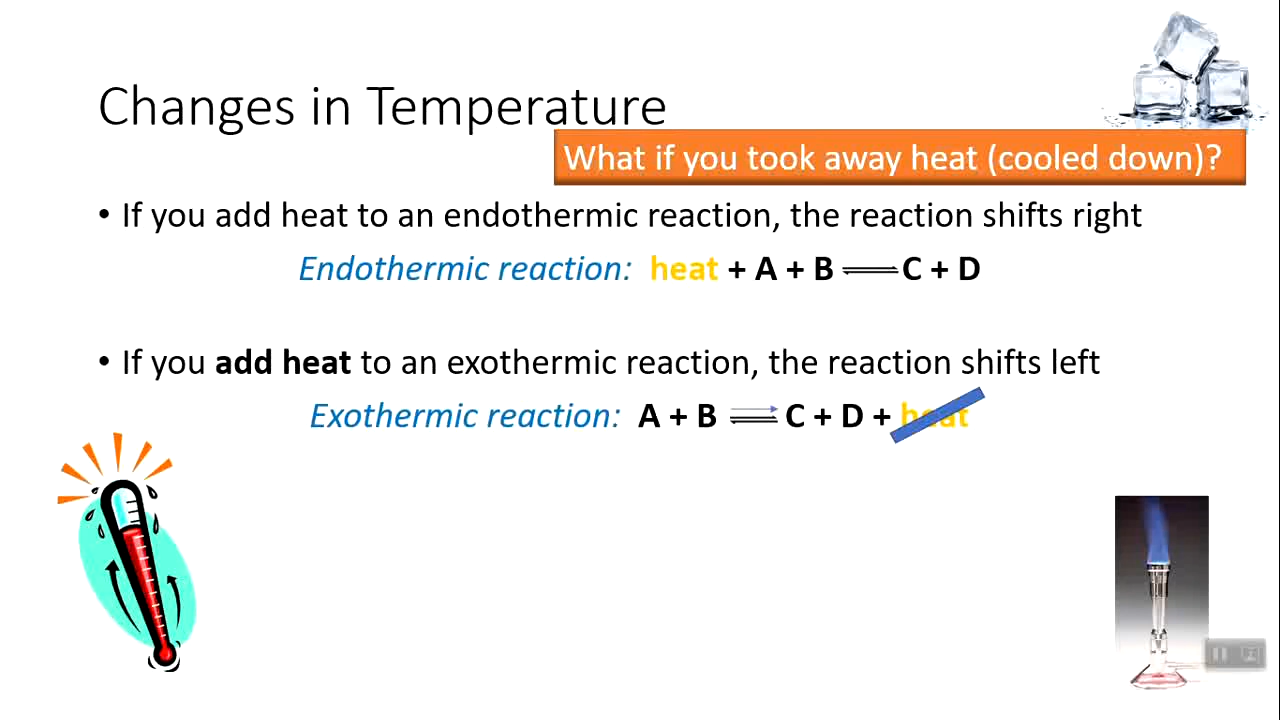 Changes in Temperature
What if you took away heat (cooled down)?
• If you add heat to an endothermic reaction, the reaction shifts right
Endothermic reaction: heat + A + B ⇌ C + D
• If you add heat to an exothermic reaction, the reaction shifts left
Exothermic reaction: A + B ⇌ C + D + heat